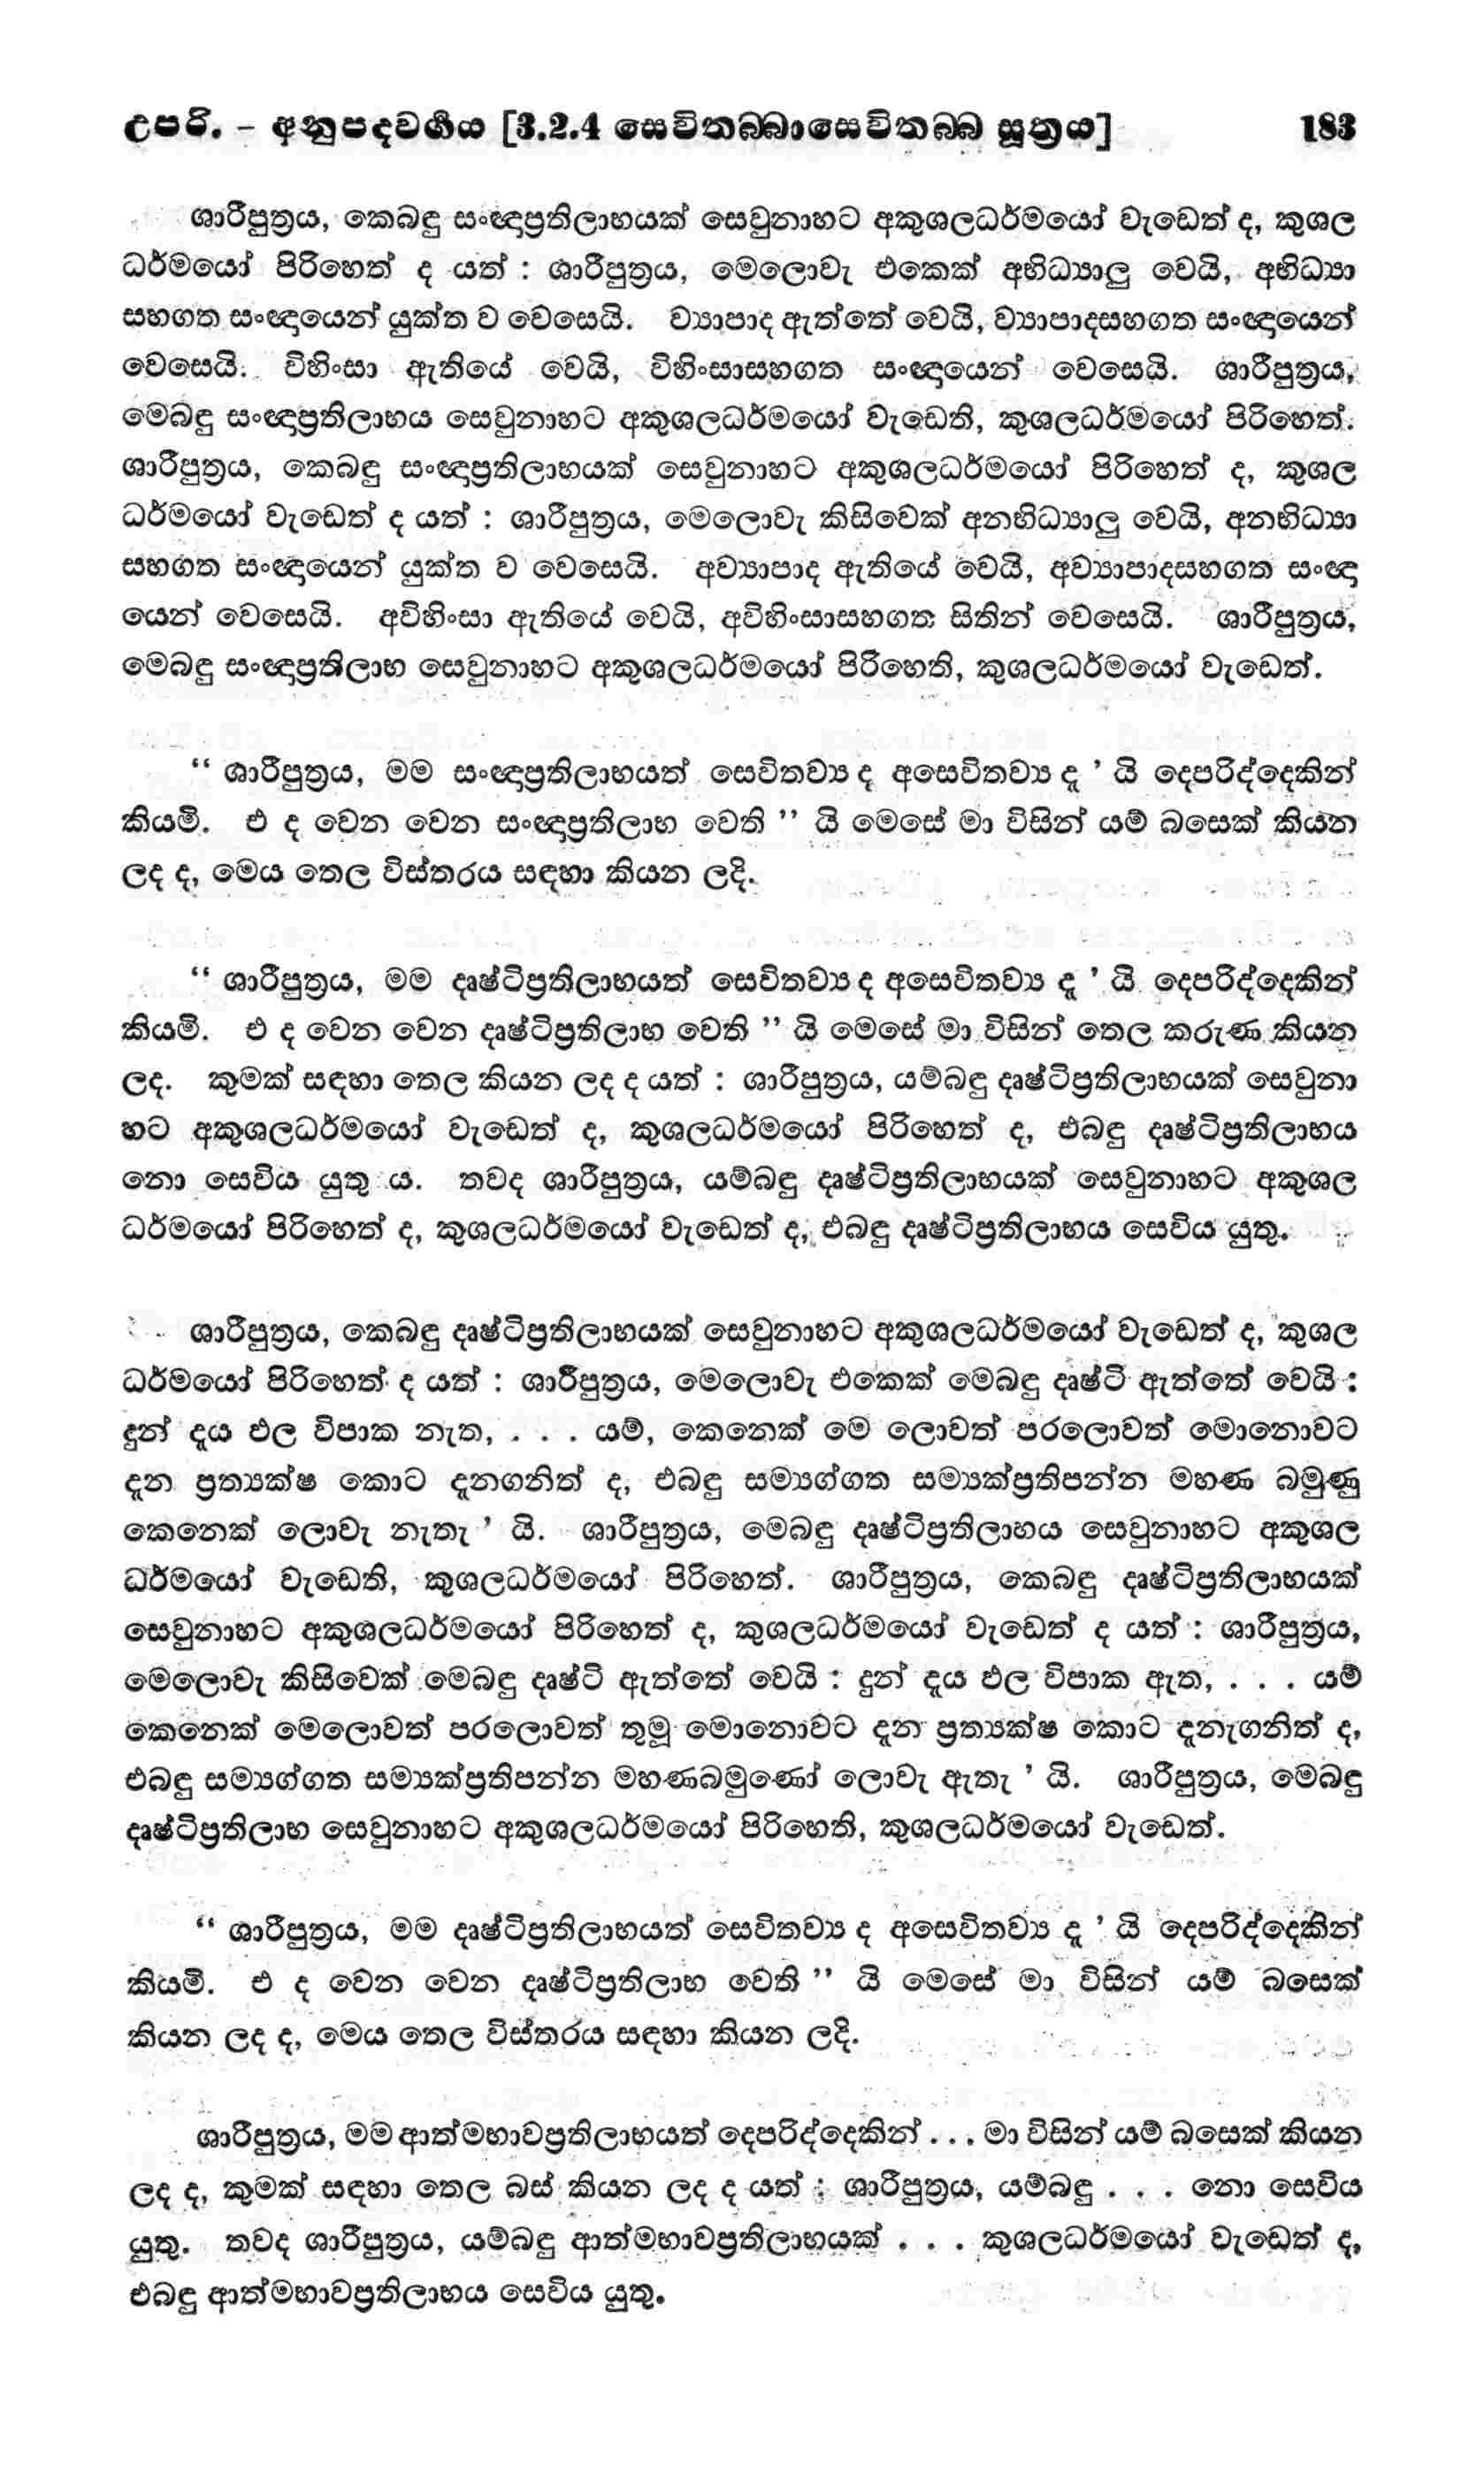 උපරි. – අනුපදවර්‍ගය [3.2.4 සෙවිතබ්බාසෙවිතබ්බ සූත්‍රය] 183
ශාරීපුත්‍රය, කෙබඳු සංඥාප්‍රතිලාභයක් සෙවුනාහට අකුශලධර්මයෝ වැඩෙත් ද, කුශල
ධර්මයෝ පිරිහෙත් ද යත් : ශාරීපුත්‍රය, මෙලොවැ එකෙක් අභිධ්‍යාලු වෙයි, අභිධ්‍යා
සහගත සංඥායෙන් යුක්ත ව වෙසෙයි. ව්‍යාපාද ඇත්තේ වෙයි, ව්‍යාපාදසහගත සංඥායෙන්
වෙසෙයි. විහිංසා ඇතියේ වෙයි, විහිංසාසහගත සංඥායෙන් වෙසෙයි. ශාරීපුත්‍රය,
මෙබඳු සංඥාප්‍රතිලාභය සෙවුනාහට අකුශලධර්මයෝ වැඩෙති, කුශලධර්මයෝ පිරිහෙත්.
ශාරීපුත්‍රය, කෙබඳු සංඥාප්‍රතිලාභයක් සෙවුනාහට අකුශලධර්මයෝ පිරිහෙත් ද, කුශල
ධර්මයෝ වැඩෙත් ද යත් : ශාරීපුත්‍රය, මෙලොවැ කිසිවෙක් අනභිධ්‍යාලු වෙයි, අනභිධ්‍යා
සහගත සංඥායෙන් යුක්ත ව වෙසෙයි. අව්‍යාපාද ඇතියේ වෙයි, අව්‍යාපාදසහගත සංඥා
යෙන් වෙසෙයි. අවිහිංසා ඇතියේ වෙයි, අවිහිංසාසහගත සිතින් වෙසෙයි. ශාරීපුත්‍රය,
මෙබඳු සංඥාප්‍රතිලාභ සෙවුනාහට අකුශලධර්මයෝ පිරිහෙති, කුශලධර්මයෝ වැඩෙත්.
“ ශාරීපුත්‍රය, මම සංඥාප්‍රතිලාභයත් සෙවිතව්‍ය ද අසෙවිතව්‍ය දැ ’ යි දෙපරිද්දෙකින්
කියමි. එ ද වෙන වෙන සංඥාප්‍රතිලාභ වෙති ” යි මෙසේ මා විසින් යම් බසෙක් කියන
ලද ද, මෙය තෙල විස්තරය සඳහා කියන ලදි.
“ ශාරීපුත්‍රය, මම දෘෂ්ටිප්‍රතිලාභයත් සෙවිතව්‍ය ද අසෙවිතව්‍ය දැ ’ යි දෙපරිද්දෙකින්
කියමි. එ ද වෙන වෙන දෘෂ්ටිප්‍රතිලාභ වෙති ” යි මෙසේ මා විසින් තෙල කරුණ කියන
ලද. කුමක් සඳහා තෙල කියන ලද ද යත් : ශාරීපුත්‍රය, යම්බඳු දෘෂ්ටිප්‍රතිලාභයක් සෙවුනා
හට අකුශලධර්මයෝ වැඩෙත් ද, කුශලධර්මයෝ පිරිහෙත් ද, එබඳු දෘෂ්ටිප්‍රතිලාභය
නො සෙවිය යුතු ය. තවද ශාරීපුත්‍රය, යම්බඳු දෘෂ්ටිප්‍රතිලාභයක් සෙවුනාහට අකුශල
ධර්මයෝ පිරිහෙත් ද, කුශලධර්මයෝ වැඩෙත් ද, එබඳු දෘෂ්ටිප්‍රතිලාභය සෙවිය යුතු.
ශාරීපුත්‍රය, කෙබඳු දෘෂ්ටිප්‍රතිලාභයක් සෙවුනාහට අකුශලධර්මයෝ වැඩෙත් ද, කුශල
ධර්මයෝ පිරිහෙත් ද යත් : ශාරීපුත්‍රය, මෙලොවැ එකෙක් මෙබඳු දෘෂ්ටි ඇත්තේ වෙයි :
දුන් දැය ඵල විපාක නැත, . . . යම්, කෙනෙක් මෙ ලොවත් පරලොවත් මොනොවට
දැන ප්‍රත්‍යක්ෂ කොට දැනගනිත් ද, එබඳු සම්‍යග්ගත සම්‍යක්ප්‍රතිපන්න මහණ බමුණු
කෙනෙක් ලොවැ නැතැ ’ යි. ශාරීපුත්‍රය, මෙබඳු දෘෂ්ටිප්‍රතිලාභය සෙවුනාහට අකුශල
ධර්මයෝ වැඩෙති, කුශලධර්මයෝ පිරිහෙත්. ශාරීපුත්‍රය, කෙබඳු දෘෂ්ටිප්‍රතිලාභයක්
සෙවුනාහට අකුශලධර්මයෝ පිරිහෙත් ද, කුශලධර්මයෝ වැඩෙත් ද යත් : ශාරීපුත්‍රය,
මෙලොවැ කිසිවෙක් මෙබඳු දෘෂ්ටි ඇත්තේ වෙයි : දුන් දැය ඵල විපාක ඇත, . . . යම්
කෙනෙක් මෙලොවත් පරලොවත් තුමූ මොනොවට දැන ප්‍රත්‍යක්ෂ කොට දැනැගනිත් ද,
එබඳු සම්‍යග්ගත සම්‍යක්ප්‍රතිපන්න මහණබමුණෝ ලොවැ ඇතැ ’ යි. ශාරීපුත්‍රය, මෙබඳු
දෘෂ්ටිප්‍රතිලාභ සෙවුනාහට අකුශලධර්මයෝ පිරිහෙති, කුශලධර්මයෝ වැඩෙත්.
“ ශාරීපුත්‍රය, මම දෘෂ්ටිප්‍රතිලාභයත් සෙවිතව්‍ය ද අසෙවිතව්‍ය දැ ’ යි දෙපරිද්දෙකින්
කියමි. එ ද වෙන වෙන දෘෂ්ටිප්‍රතිලාභ වෙති ” යි මෙසේ මා විසින් යම් බසෙක්
කියන ලද ද, මෙය තෙල විස්තරය සඳහා කියන ලදි.
ශාරීපුත්‍රය, මම ආත්මභාවප්‍රතිලාභයත් දෙපරිද්දෙකින් . . . මා විසින් යම් බසෙක් කියන
ලද ද, කුමක් සඳහා තෙල බස් කියන ලද ද යත් : ශාරීපුත්‍රය, යම්බඳු . . . නො සෙවිය
යුතු. තවද ශාරීපුත්‍රය, යම්බඳු ආත්මභාවප්‍රතිලාභයක් . . . කුශලධර්මයෝ වැඩෙත් ද,
එබඳු ආත්මභාවප්‍රතිලාභය සෙවිය යුතු.